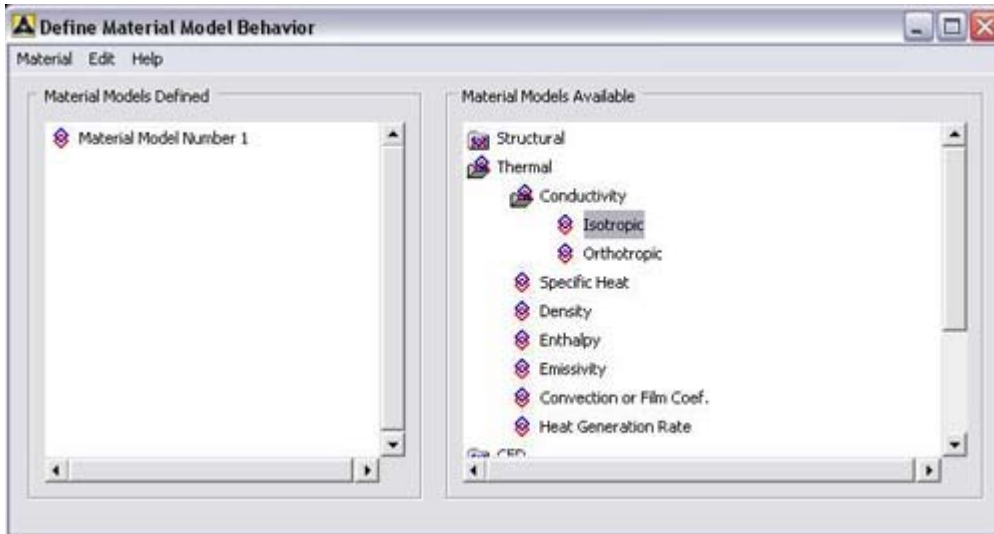 Define Material Model Behavior
Material Edit Help
Material Models Defined
Material Model Number 1
Material Models Available
Structural
Thermal
Conductivity
Isotropic
Orthotropic
Specific Heat
Density
Enthalpy
Emissivity
Convection or Film Coef.
Heat Generation Rate
CFD